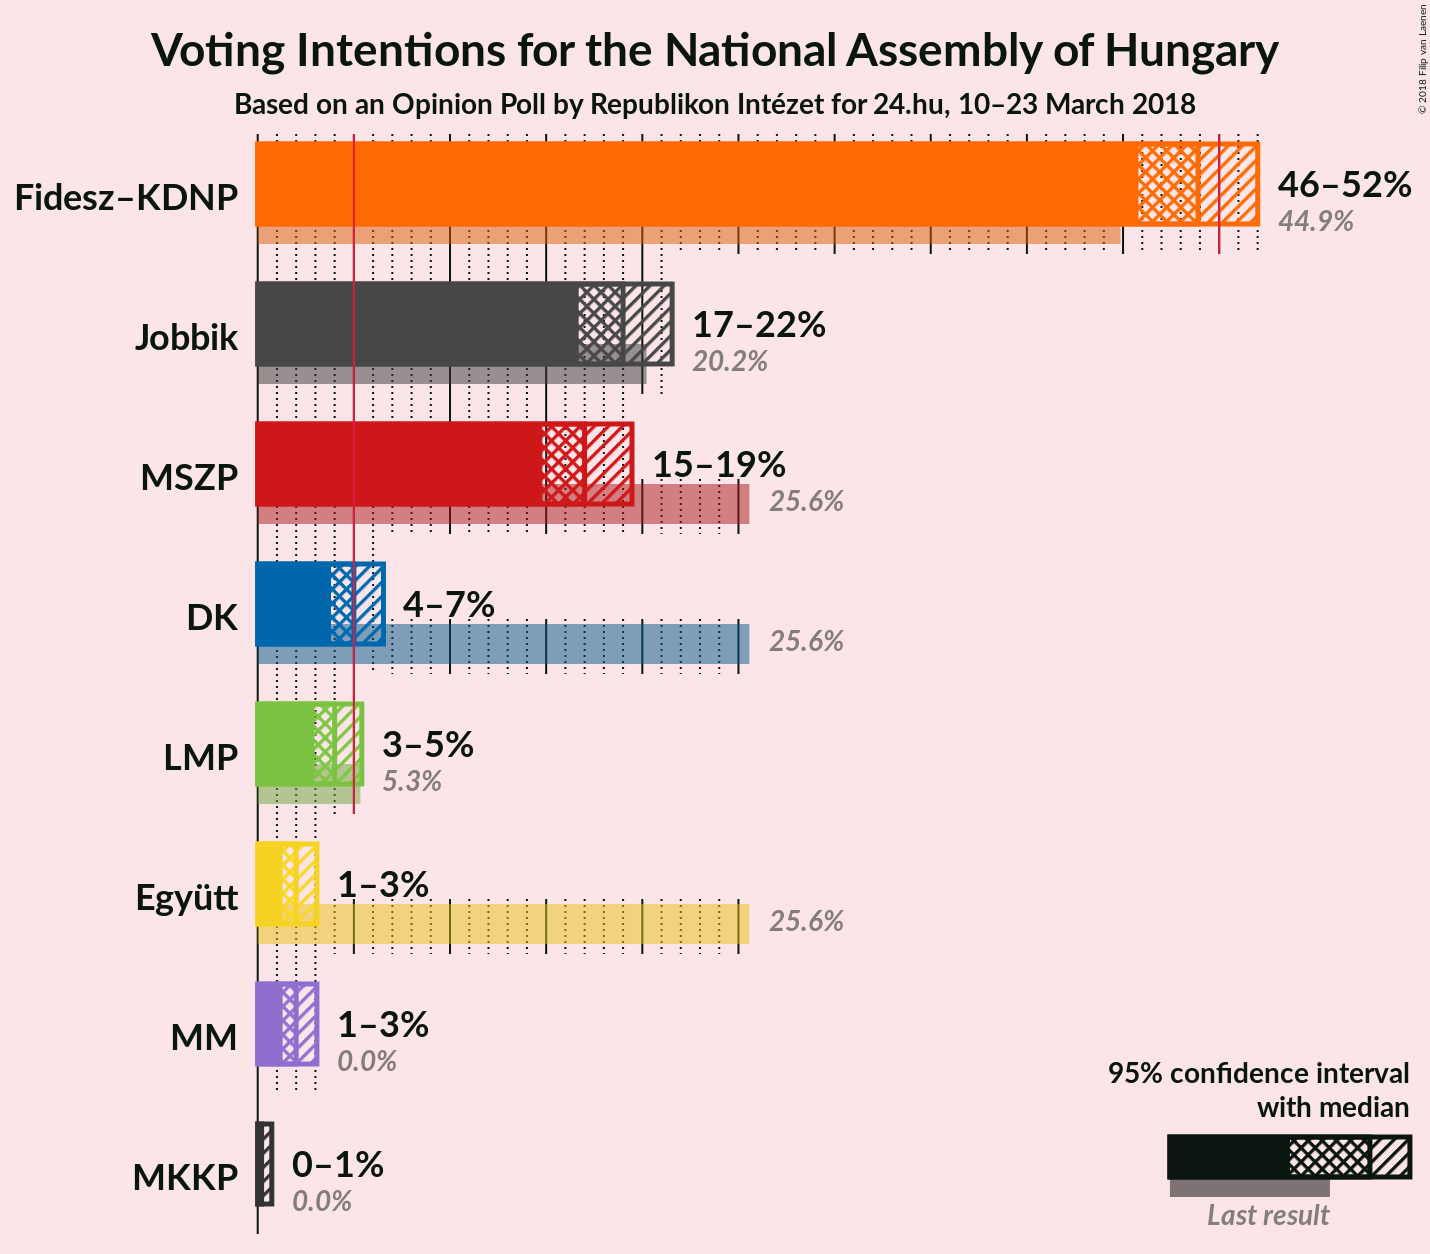 Voting Intentions for the National Assembly of Hungary
Based on an Opinion Poll by Republikon Intézet for 24.hu, 10–23 March 2018
© 2018 Filip van Laenen
Fidesz–KDNP
46–52%
44.9%
Jobbik
17–22%
20.2%
MSZP
15–19%
25.6%
DK
4–7%
25.6%
LMP
3–5%
5.3%
Együtt
1–3%
25.6%
MM
1–3%
0.0%
MKKP
0–1%
0.0%
95% confidence interval
with median
Last result